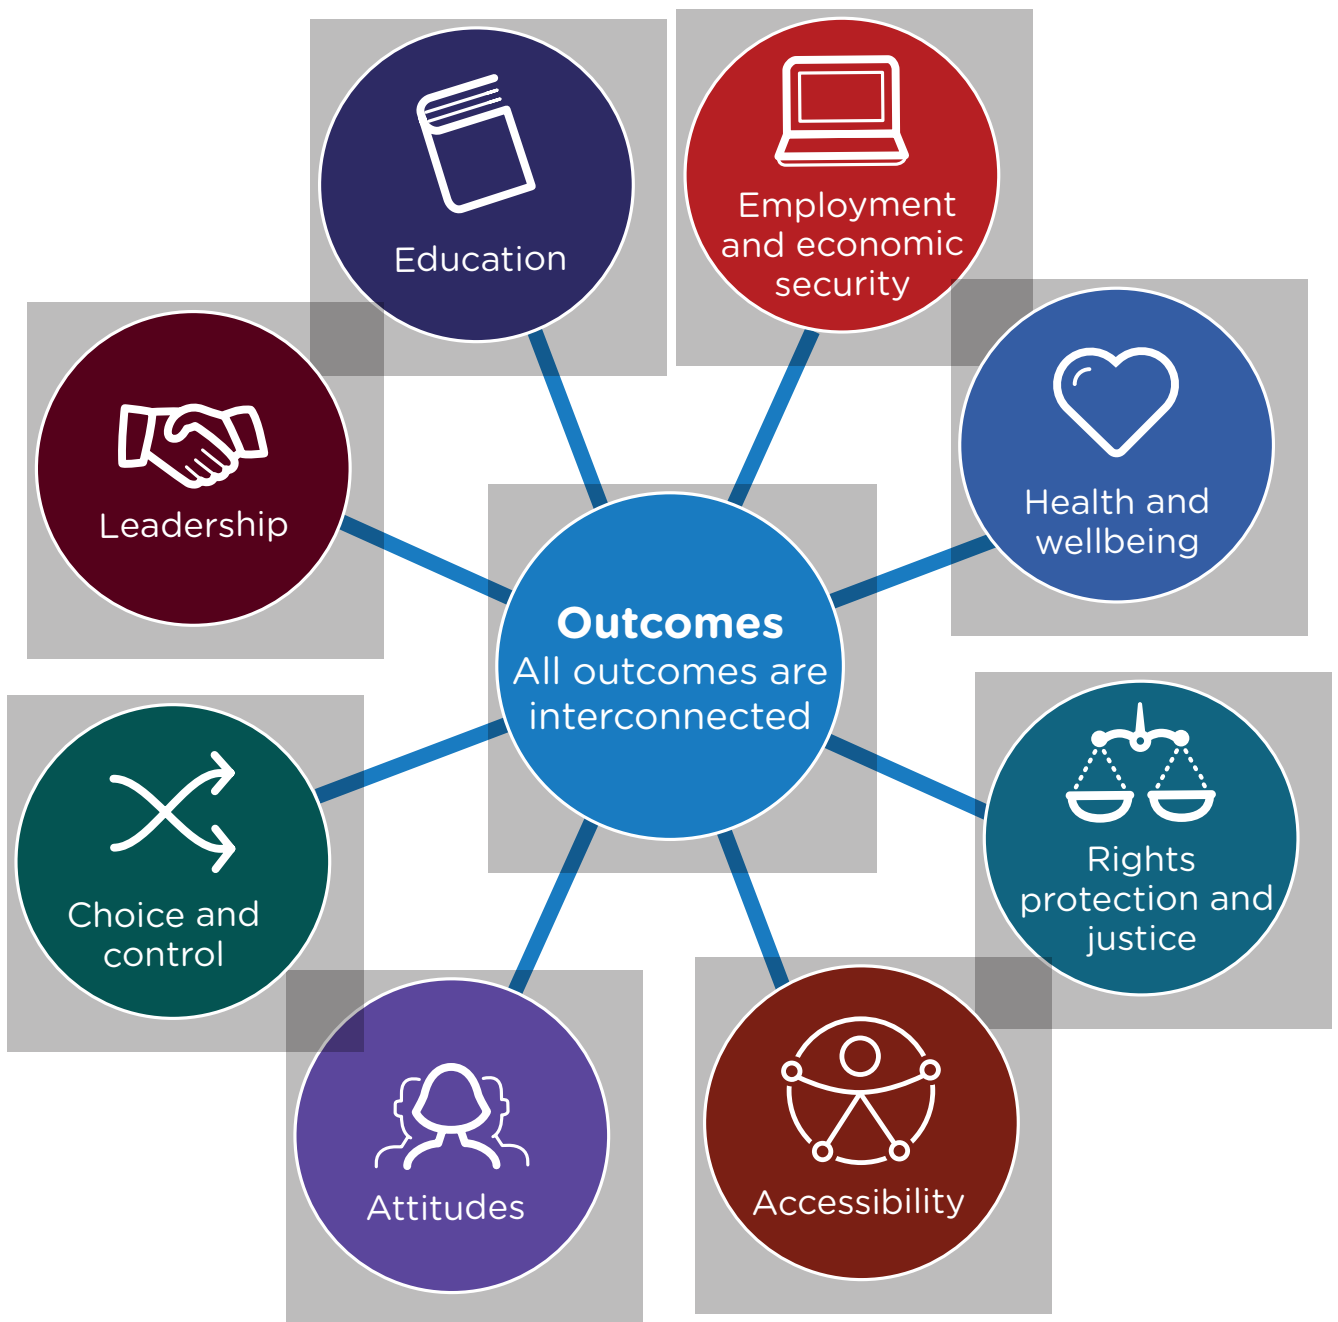 Education
Employment
and economic
security
Health and
wellbeing
Leadership
Outcomes
All outcomes are
interconnected
Rights
protection and
justice
Choice and
control
Attitudes
Accessibility